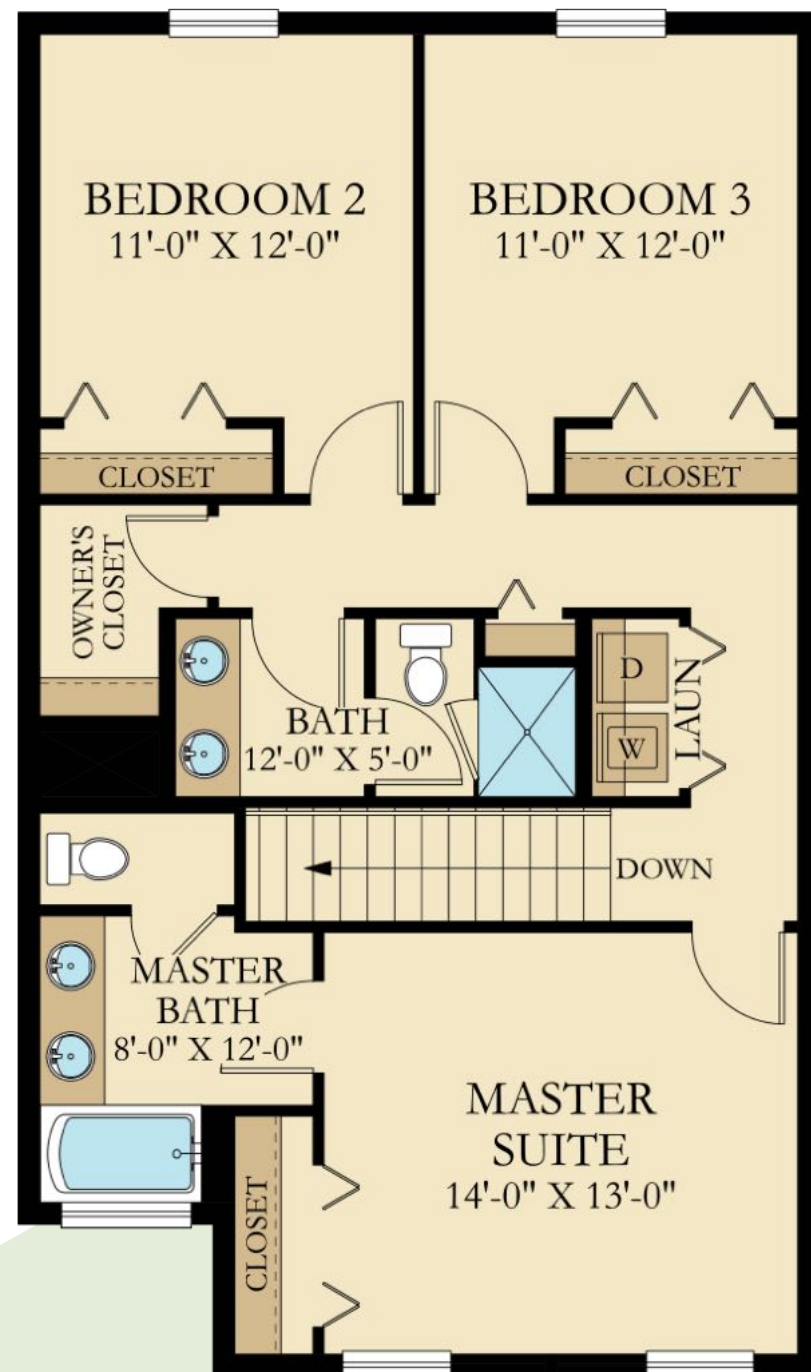 BEDROOM 2
11'-0" X 12'-0"
BEDROOM 3
11'-0" X 12'-0"
CLOSET
CLOSET
OWNER'S
CLOSET
BATH
12'-0" X 5'-0"
D
W
LAUN
DOWN
MASTER
BATH
8'-0" X 12'-0"
MASTER
SUITE
14'-0" X 13'-0"
CLOSET